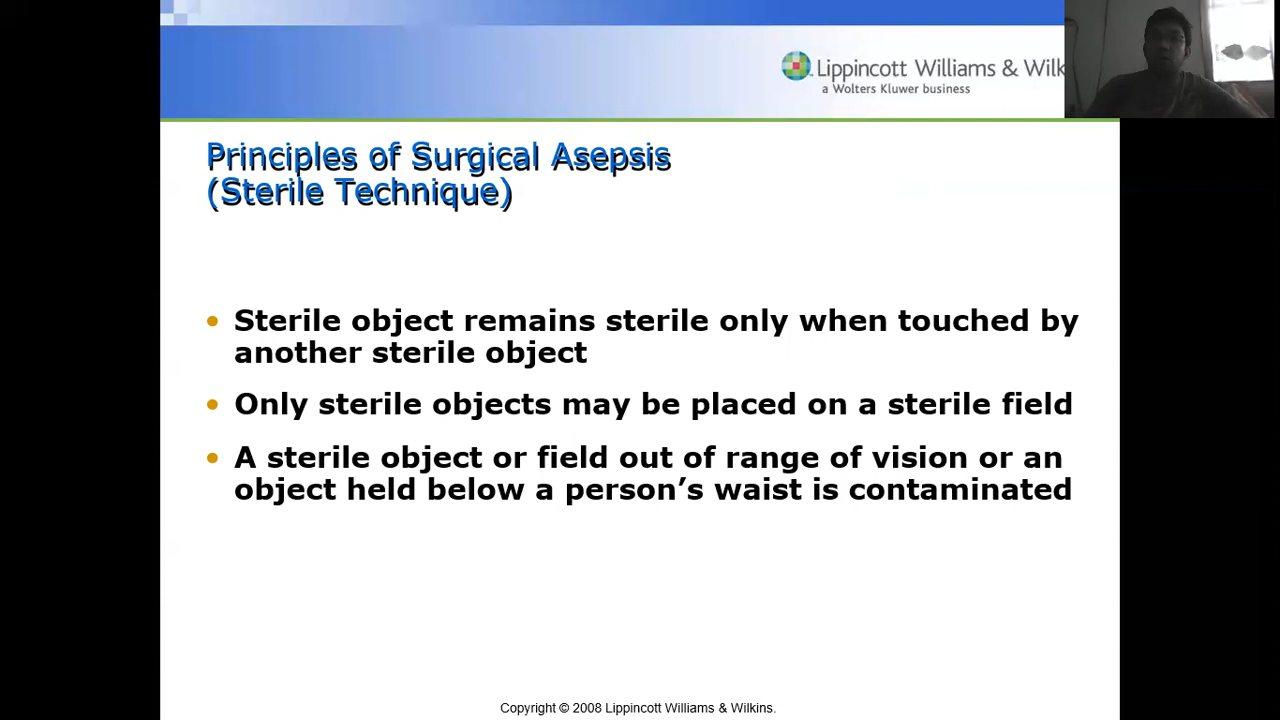 Lippincott Williams & Wilk
a Wolters Kluwer business
Principles of Surgical Asepsis
(Sterile Technique)
• Sterile object remains sterile only when touched by
another sterile object
• Only sterile objects may be placed on a sterile field
• A sterile object or field out of range of vision or an
object held below a person’s waist is contaminated
Copyright © 2008 Lippincott Williams & Wilkins.